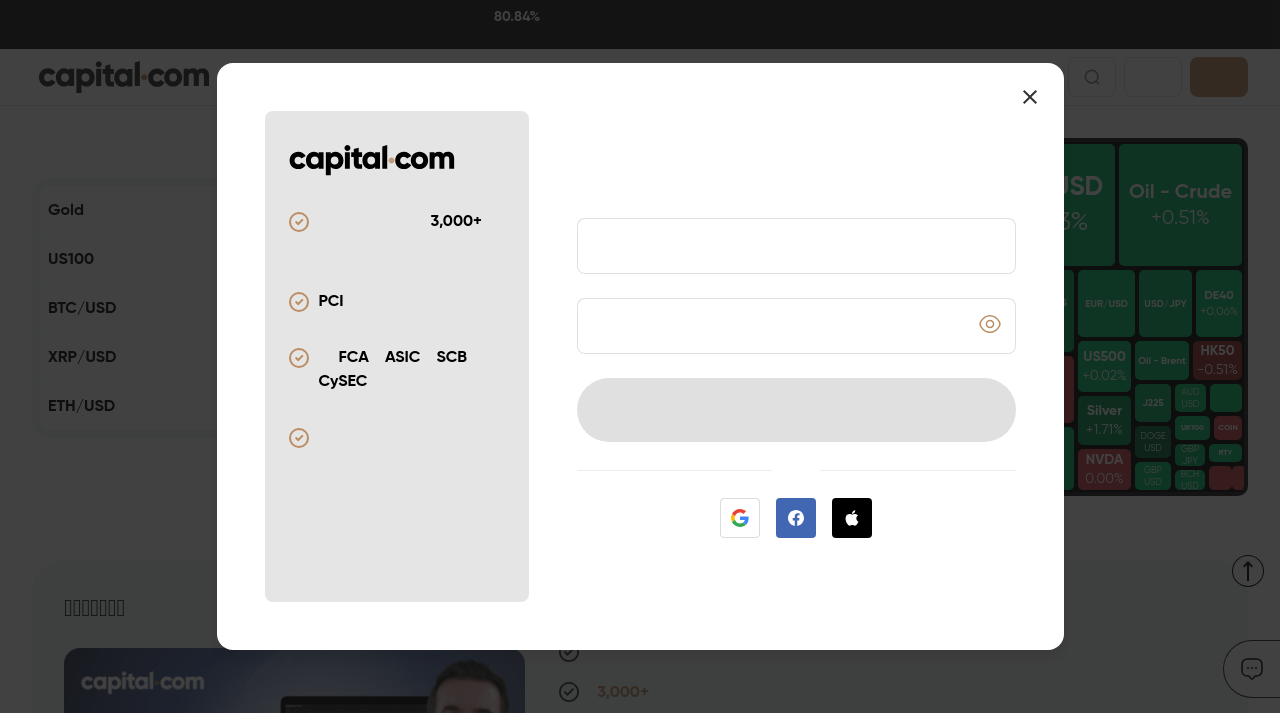 80.84%
capital.com
capital.com
3,000+
PCI
FCA ASIC SCB
CySEC
Gold
US100
BTC/USD
XRP/USD
ETH/USD
USD
3%
Oil - Crude
+0.51%
EUR/USD
USD/JPY
DE40
+0.06%
US500
+0.02%
Oil - Brent
HK50
-0.51%
Silver
+1.71%
J225
AUD
USD
DOGE
USD
UK100
COIN
GBP
JPY
RTY
NVDA
0.00%
GBP
USD
BCH
USD
capital.com
3,000+